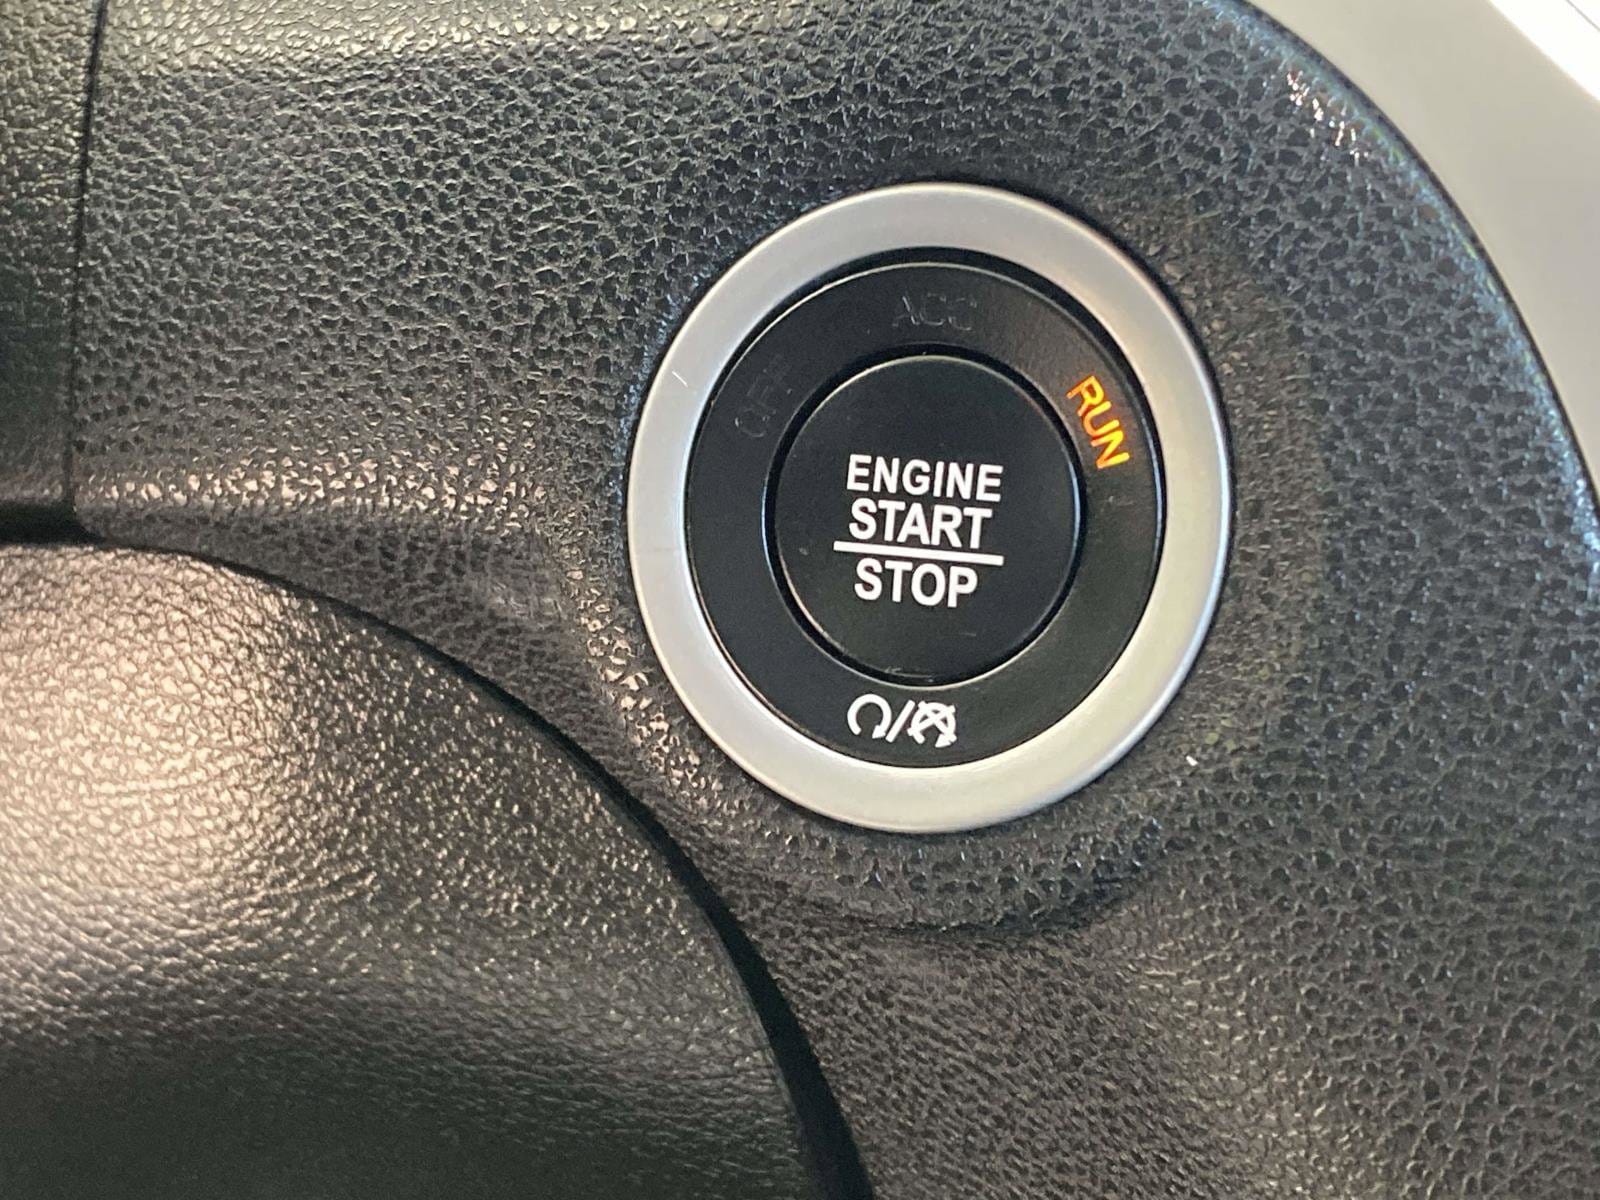 ACC
OFF
RUN
ENGINE
START
STOP